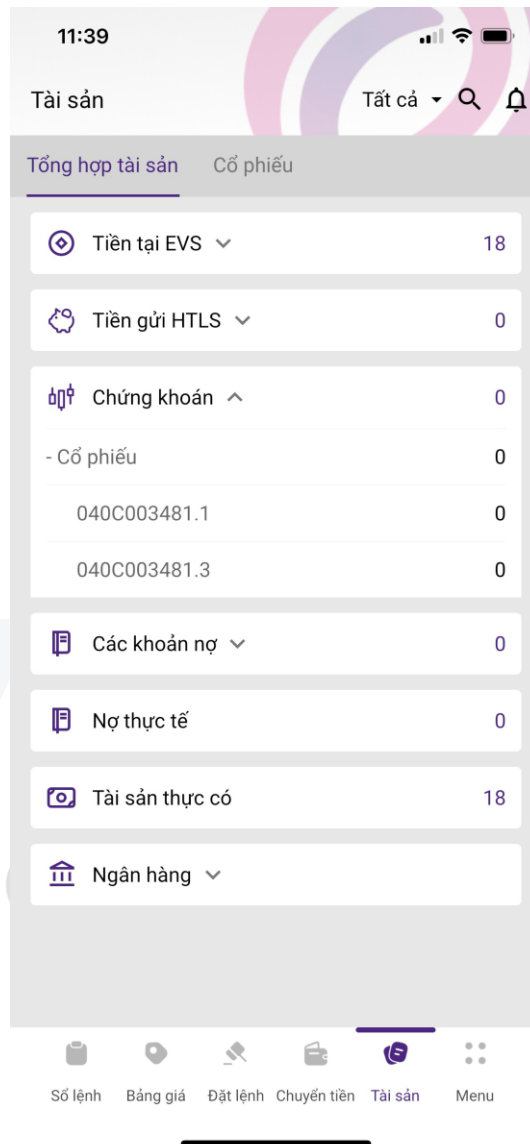 11:39
Tài sản Tất cả
Tổng hợp tài sản Cổ phiếu
Tiền tại EVS 18
Tiền gửi HTLS 0
Chứng khoán 0
- Cổ phiếu 0
040C003481.1 0
040C003481.3 0
Các khoản nợ 0
Nợ thực tế 0
Tài sản thực có 18
Ngân hàng
Sổ lệnh Bảng giá Đặt lệnh Chuyển tiền Tài sản Menu